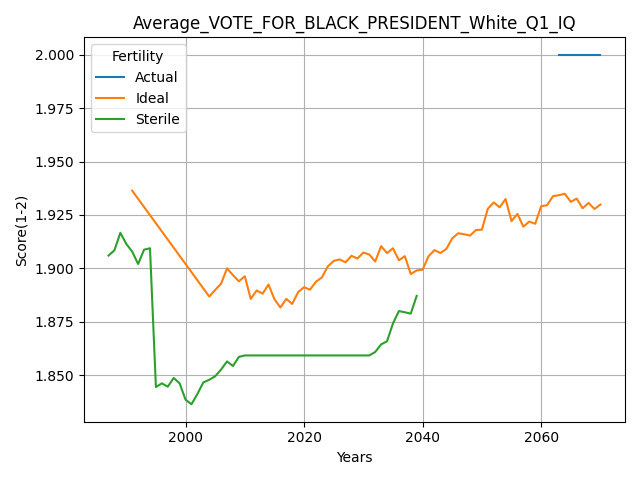 Average_VOTE_FOR_BLACK_PRESIDENT_White_Q1_IQ
Fertility
Actual
Ideal
Sterile
Score(1-2)
2.000
1.975
1.950
1.925
1.900
1.875
1.850
2000 2020 2040 2060
Years